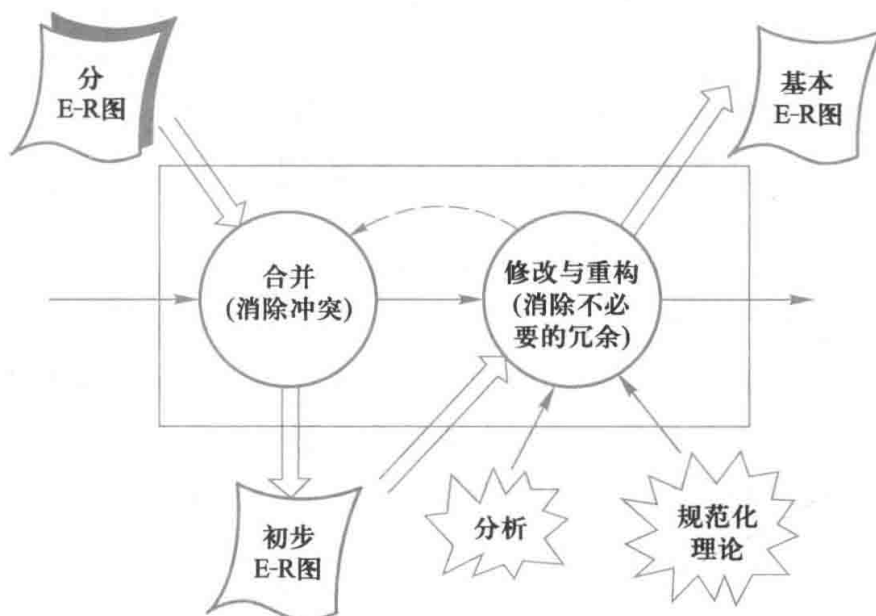 分
E-R图
基本
E-R图
合并
(消除冲突)
修改与重构
(消除不必
要的冗余)
初步
E-R图
分析
规范化
理论